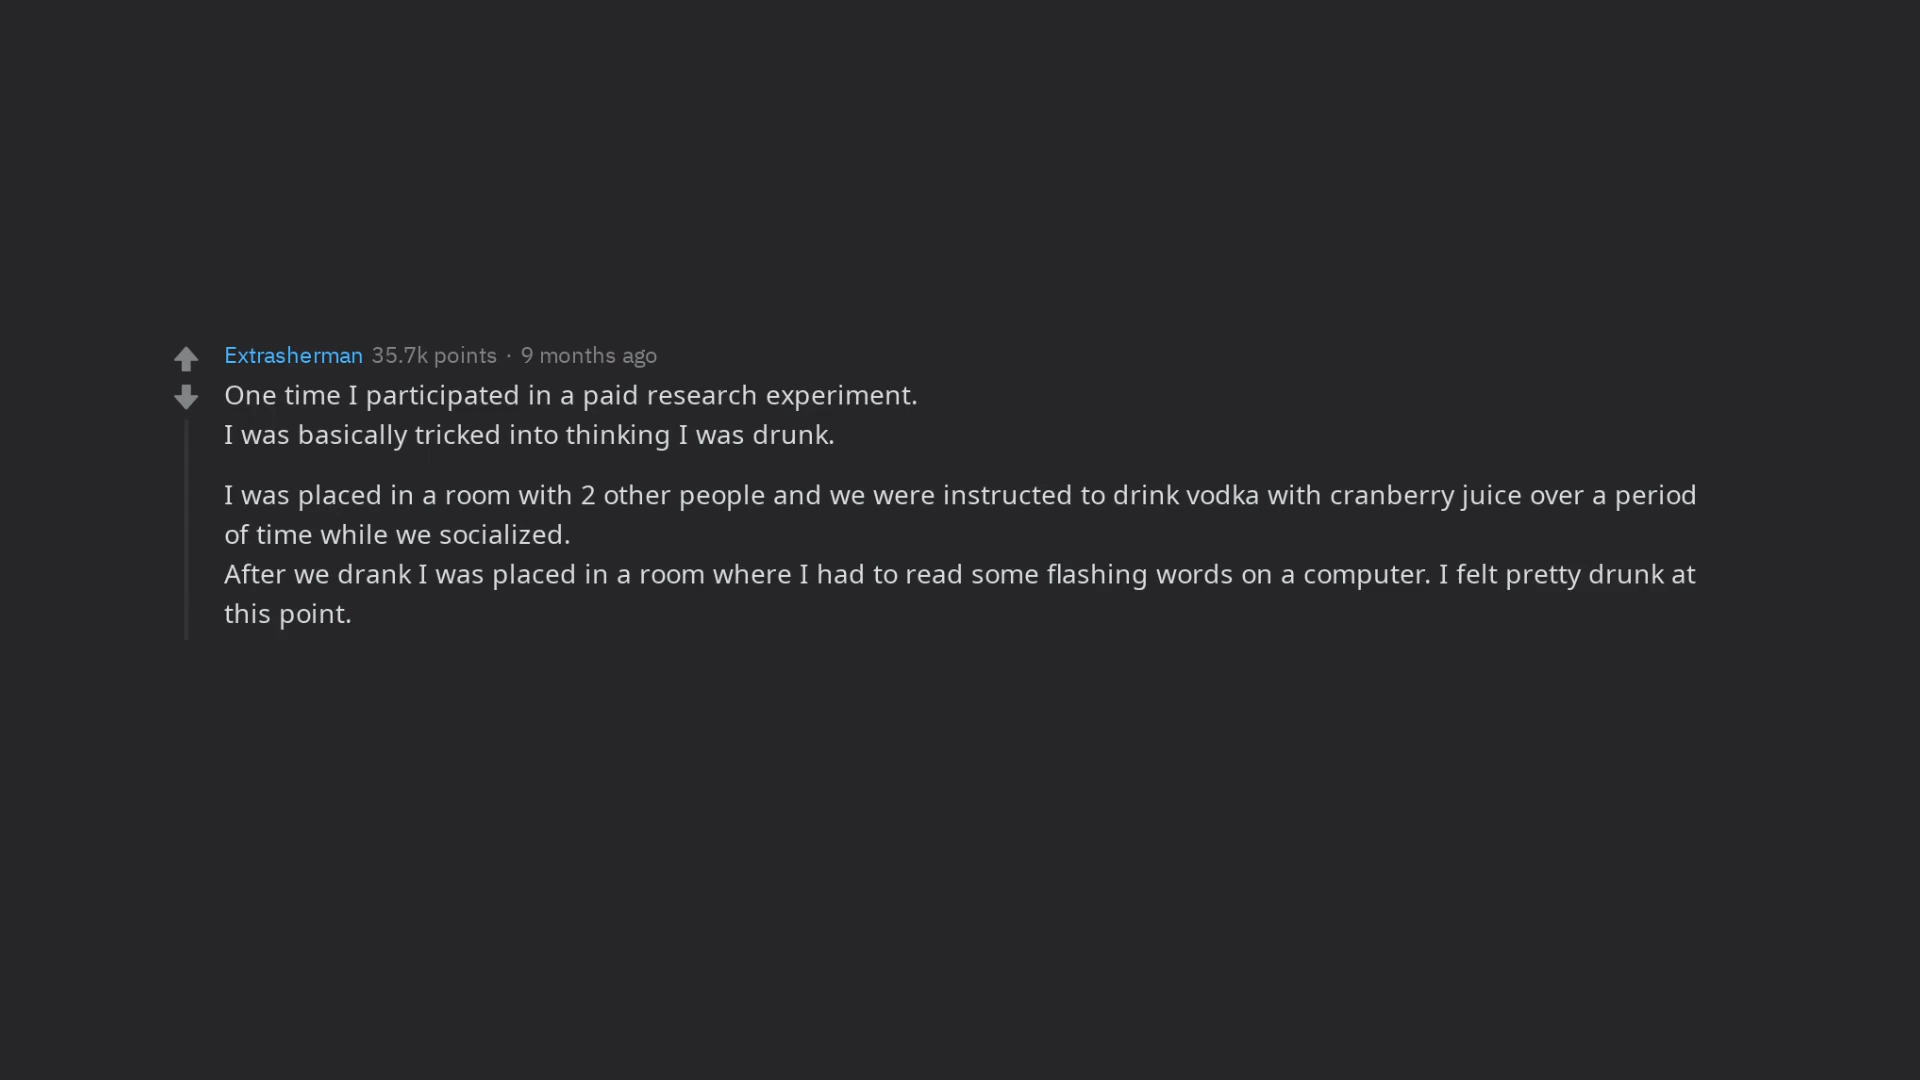 Extrasherman 35.7k points · 9 months ago
One time I participated in a paid research experiment.
I was basically tricked into thinking I was drunk.
I was placed in a room with 2 other people and we were instructed to drink vodka with cranberry juice over a period
of time while we socialized.
After we drank I was placed in a room where I had to read some flashing words on a computer. I felt pretty drunk at
this point.